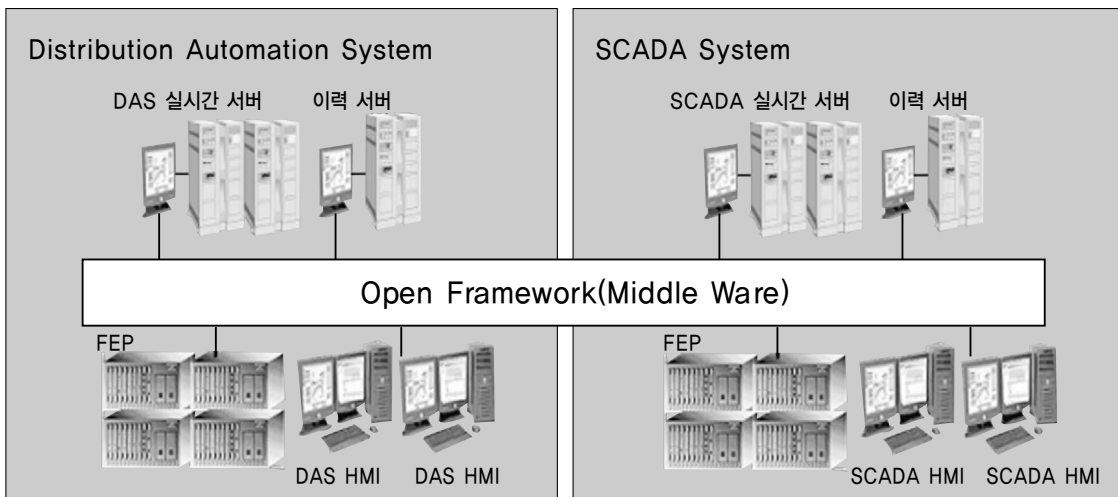 Distribution Automation System
DAS 실시간 서버
이력 서버
SCADA System
SCADA 실시간 서버
이력 서버
Open Framework(Middle Ware)
FEP
DAS HMI
DAS HMI
FEP
SCADA HMI
SCADA HMI